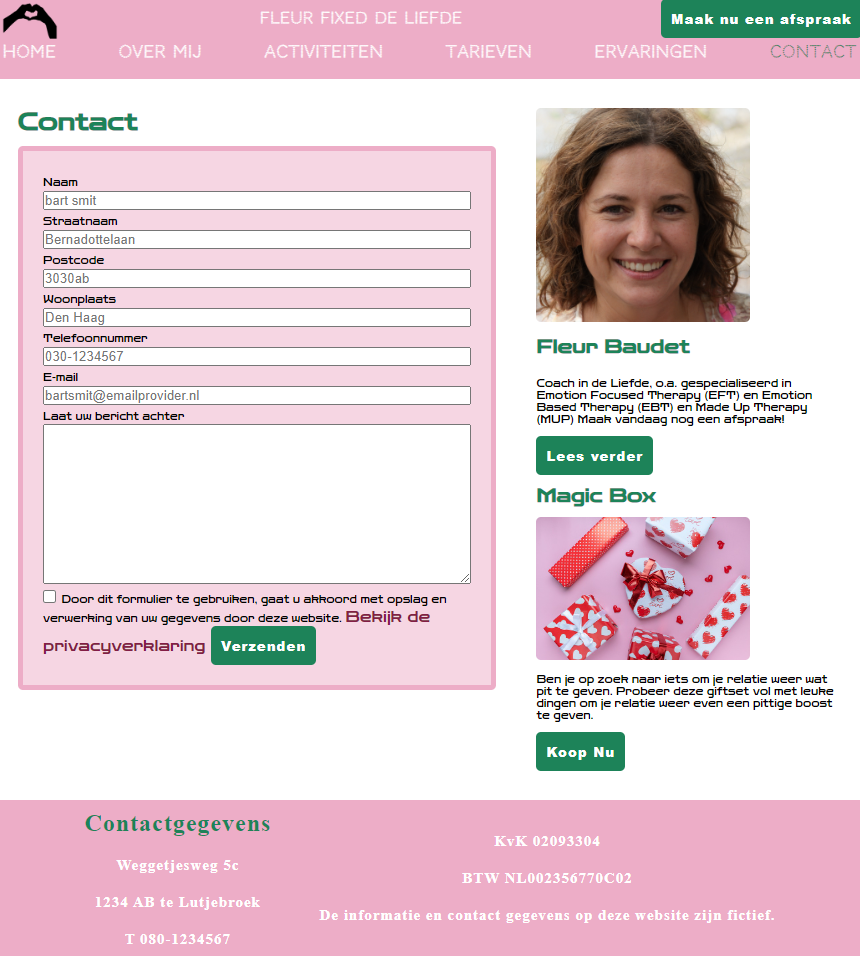 FLEUR FIXED DE LIEFDE
Maak nu een afspraak
HOME OVER MIJ ACTIVITEITEN TARIEVEN ERVARINGEN CONTACT
Contact
Naam
bart smit
Straatnaam
Bernadottelaan
Postcode
3030ab
Woonplaats
Den Haag
Telefoonnummer
030-1234567
E-mail
bartsmit@emailprovider.nl
Laat uw bericht achter
Door dit formulier te gebruiken, gaat u akkoord met opslag en
verwerking van uw gegevens door deze website. Bekijk de
privacyverklaring Verzenden
Fleur Baudet
Coach in de Liefde, o.a. gespecialiseerd in
Emotion Focused Therapy (EFT) en Emotion
Based Therapy (EBT) en Made Up Therapy
(MUP) Maak vandaag nog een afspraak!
Lees verder
Magic Box
Ben je op zoek naar iets om je relatie weer wat
pit te geven. Probeer deze giftset vol met leuke
dingen om je relatie weer even een pittige boost
te geven.
Koop Nu
Contactgegevens
Weggetjesweg 5c
1234 AB te Lutjebroek
T 080-1234567
KvK 02093304
BTW NL002356770C02
De informatie en contact gegevens op deze website zijn fictief.